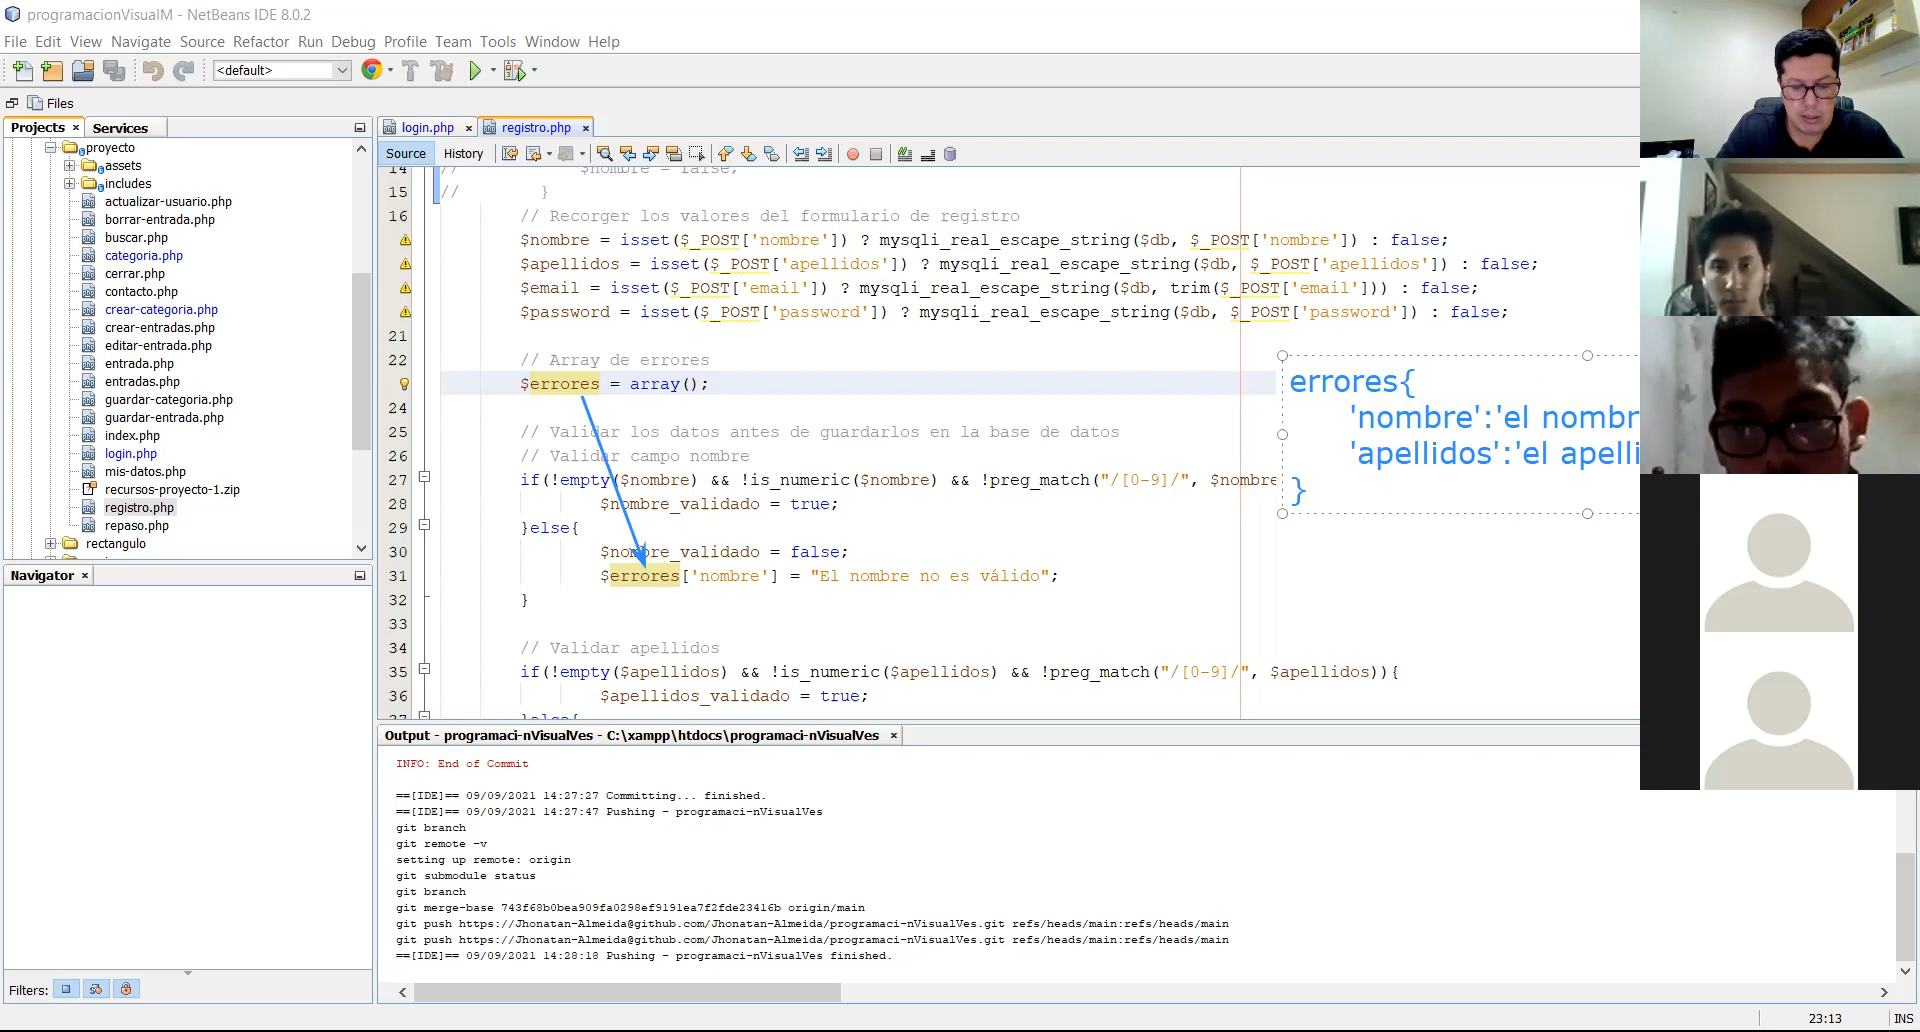 programacionVisualM - NetBeans IDE 8.0.2
File Edit View Navigate Source Refactor Run Debug Profile Team Tools Window Help
<default>
Files
Projects × Services
login.php × registro.php ×
Source History
proyecto
assets
includes
actualizar-usuario.php
borrar-entrada.php
buscar.php
categoria.php
cerrar.php
contacto.php
crear-categoria.php
crear-entradas.php
editar-entrada.php
entrada.php
entradas.php
guardar-categoria.php
guardar-entrada.php
index.php
login.php
mis-datos.php
recursos-proyecto-1.zip
registro.php
repaso.php
rectangulo
14 // $nombre = false;
15 // }
16 // Recorger los valores del formulario de registro
$nombre = isset($_POST['nombre']) ? mysqli_real_escape_string($db, $_POST['nombre']) : false;
$apellidos = isset($_POST['apellidos']) ? mysqli_real_escape_string($db, $_POST['apellidos']) : false;
$email = isset($_POST['email']) ? mysqli_real_escape_string($db, trim($_POST['email'])) : false;
$password = isset($_POST['password']) ? mysqli_real_escape_string($db, $_POST['password']) : false;
21
22 // Array de errores
$errores = array();
24
25 // Validar los datos antes de guardarlos en la base de datos
26 // Validar campo nombre
27 if(!empty($nombre) && !is_numeric($nombre) && !preg_match("/[0-9]/", $nombre
28 $nombre_validado = true;
29 }else{
30 $nombre_validado = false;
31 $errores['nombre'] = "El nombre no es válido";
32 }
33
34 // Validar apellidos
35 if(!empty($apellidos) && !is_numeric($apellidos) && !preg_match("/[0-9]/", $apellidos)){
36 $apellidos_validado = true;
37 }else{
errores{
'nombre':'el nombr
'apellidos':'el apelli
}
Navigator ×
Filters:
Output - programaci-nVisualVes - C:\xampp\htdocs\programaci-nVisualVes ×
INFO: End of Commit
==[IDE]== 09/09/2021 14:27:27 Committing... finished.
==[IDE]== 09/09/2021 14:27:47 Pushing - programaci-nVisualVes
git branch
git remote -v
setting up remote: origin
git submodule status
git branch
git merge-base 743f68b0bea909fa0298ef9191ea7f2fde23416b origin/main
git push https://Jhonatan-Almeida@github.com/Jhonatan-Almeida/programaci-nVisualVes.git refs/heads/main:refs/heads/main
git push https://Jhonatan-Almeida@github.com/Jhonatan-Almeida/programaci-nVisualVes.git refs/heads/main:refs/heads/main
==[IDE]== 09/09/2021 14:28:18 Pushing - programaci-nVisualVes finished.
23:13 INS